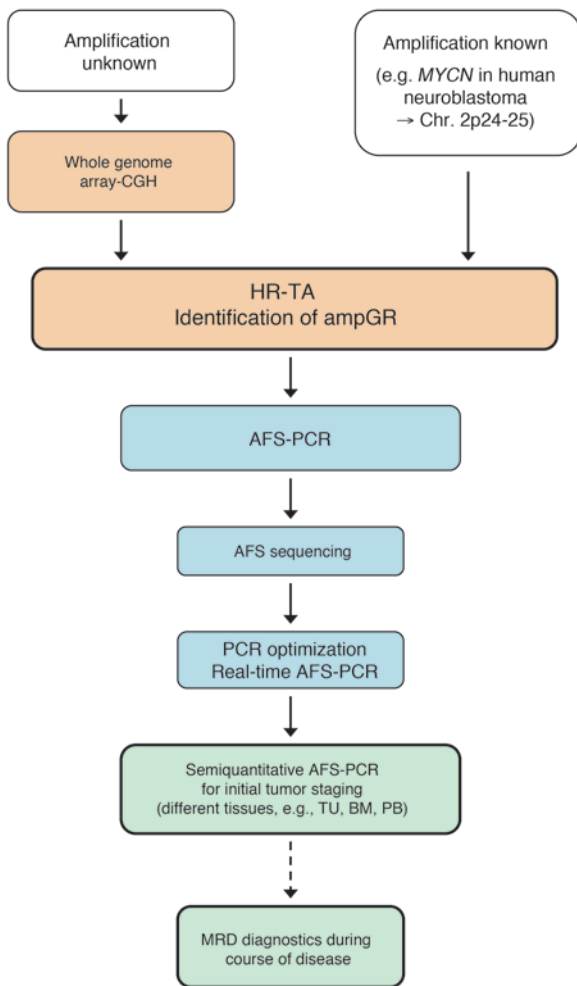 Amplification
unknown
Amplification known
(e.g. MYCN in human
neuroblastoma
→ Chr. 2p24-25)
Whole genome
array-CGH
HR-TA
Identification of ampGR
AFS-PCR
AFS sequencing
PCR optimization
Real-time AFS-PCR
Semiquantitative AFS-PCR
for initial tumor staging
(different tissues, e.g., TU, BM, PB)
MRD diagnostics during
course of disease